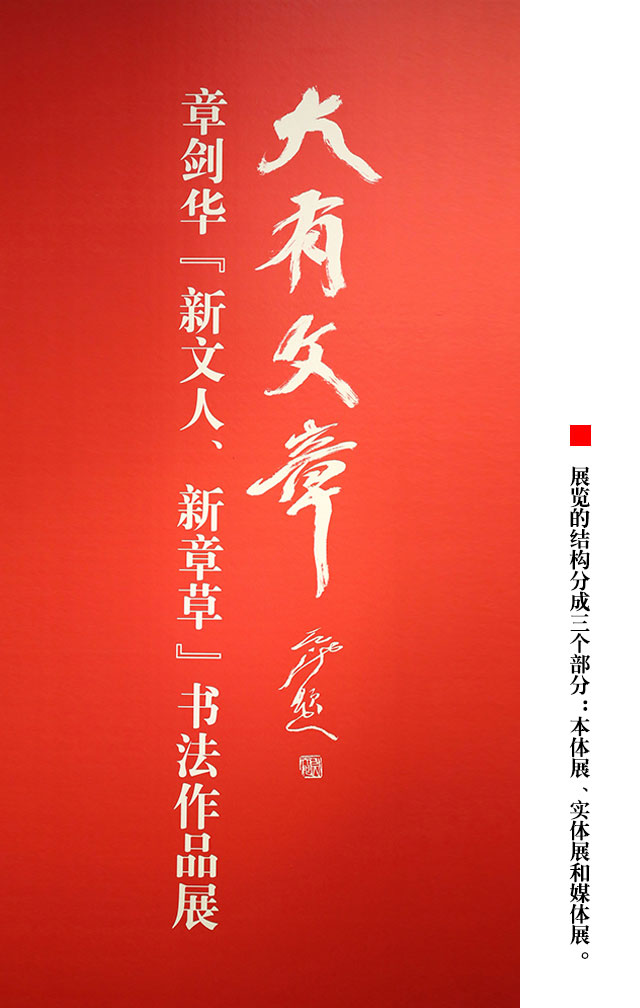 大有文章
章剑华『新文人、新章草』书法作品展
展览的结构分成三个部分：本体展、实体展和媒体展。